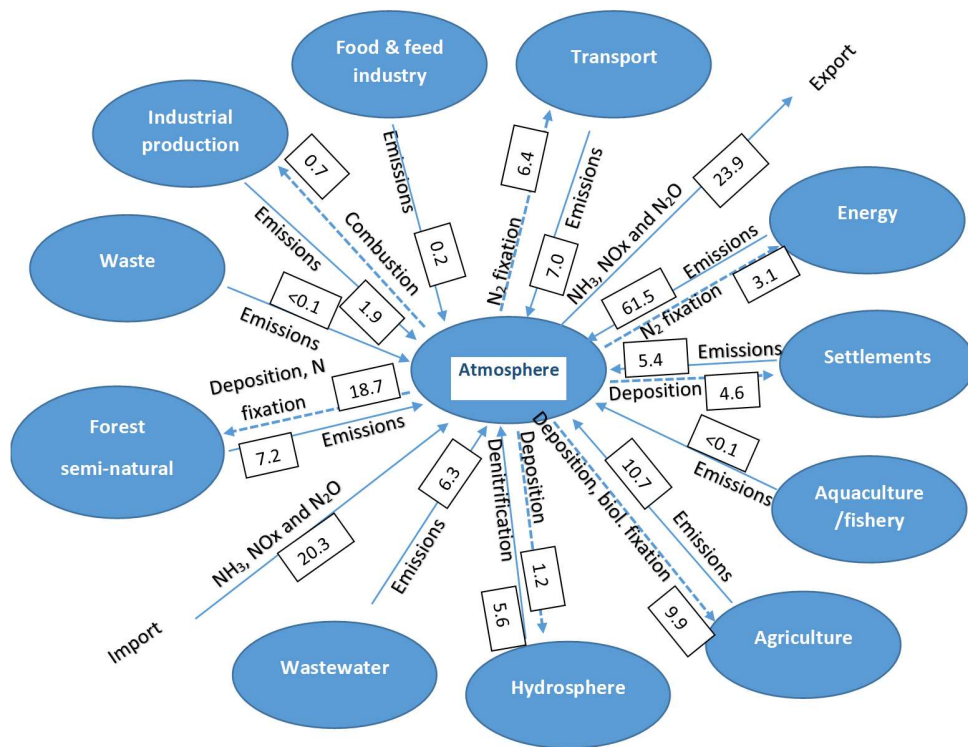 Food & feed
industry
Transport
Export
Industrial
production
0.7
Emissions
6.4
Emissions
23.9
Energy
Waste
Emissions
Combustion
0.2
N₂ fixation
7.0
NH₃, NOx and N₂O
Emissions
3.1
<0.1
Emissions
1.9
61.5
N₂ fixation
Atmosphere
5.4
Emissions
Settlements
Deposition, N
fixation
18.7
Deposition
4.6
Forest
semi-natural
7.2
Emissions
<0.1
Emissions
Aquaculture
/fishery
NH₃, NOx and N₂O
20.3
Import
6.3
Emissions
Wastewater
Denitrification
5.6
Deposition
1.2
Hydrosphere
Deposition, biol. fixation
9.9
10.7
Emissions
Agriculture